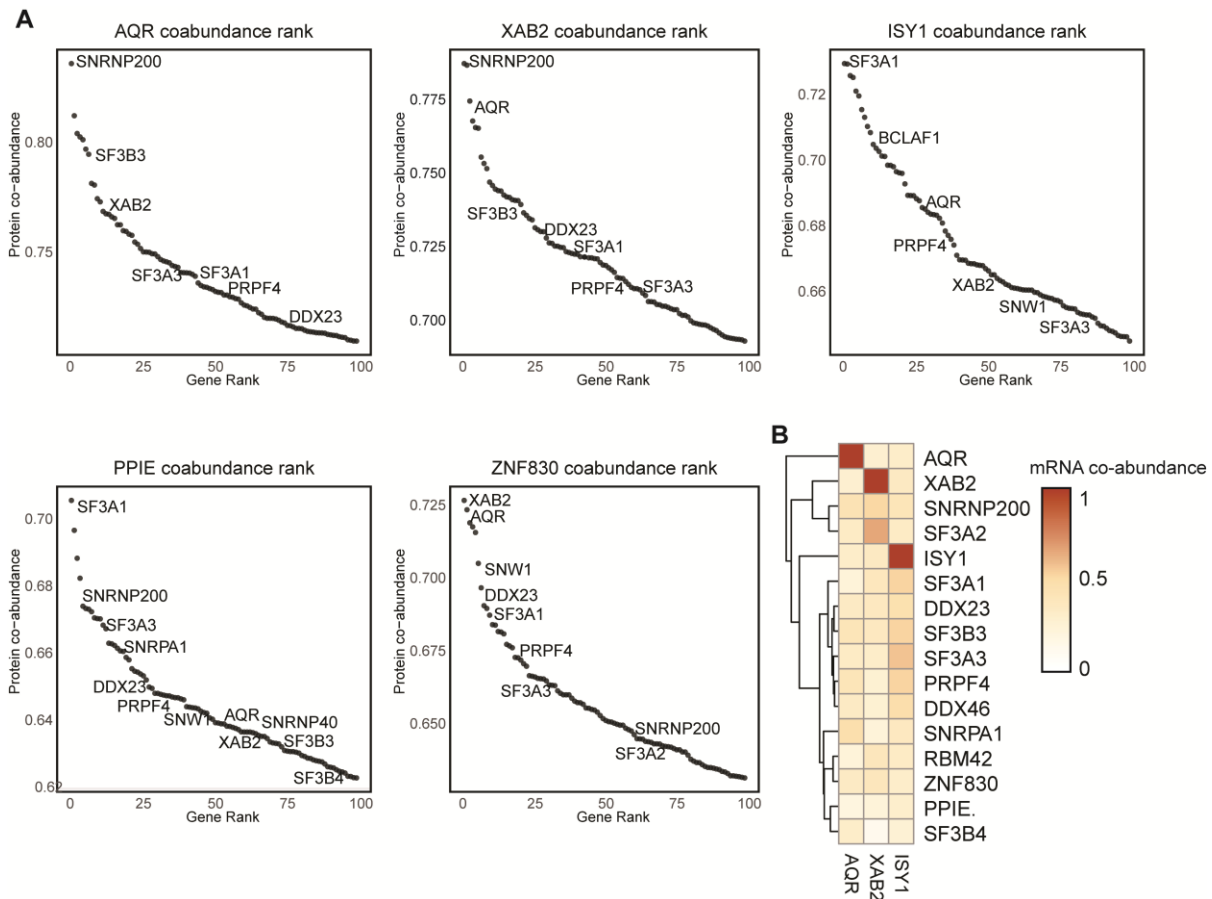 A
AQR coabundance rank
SNRNP200
SF3B3
XAB2
SF3A3
SF3A1
PRPF4
DDX23
0.80
0.75
Protein co−abundance
0 25 50 75 100
Gene Rank
XAB2 coabundance rank
SNRNP200
AQR
SF3B3
DDX23
SF3A1
PRPF4
SF3A3
0.775
0.750
0.725
0.700
Protein co−abundance
0 25 50 75 100
Gene Rank
ISY1 coabundance rank
SF3A1
BCLAF1
AQR
PRPF4
XAB2
SNW1
SF3A3
0.72
0.70
0.68
0.66
Protein co−abundance
0 25 50 75 100
Gene Rank
PPIE coabundance rank
SF3A1
SNRNP200
SF3A3
SNRPA1
DDX23
PRPF4
SNW1
AQR
XAB2
SNRNP40
SF3B3
SF3B4
0.70
0.68
0.66
0.64
0.62
Protein co−abundance
0 25 50 75 100
Gene Rank
ZNF830 coabundance rank
XAB2
AQR
SNW1
DDX23
SF3A1
PRPF4
SF3A3
SNRNP200
SF3A2
0.725
0.700
0.675
0.650
Protein co−abundance
0 25 50 75 100
Gene Rank
B
AQR
XAB2
SNRNP200
SF3A2
ISY1
SF3A1
DDX23
SF3B3
SF3A3
PRPF4
DDX46
SNRPA1
RBM42
ZNF830
PPIE.
SF3B4
AQR
XAB2
ISY1
mRNA co-abundance
1
0.5
0